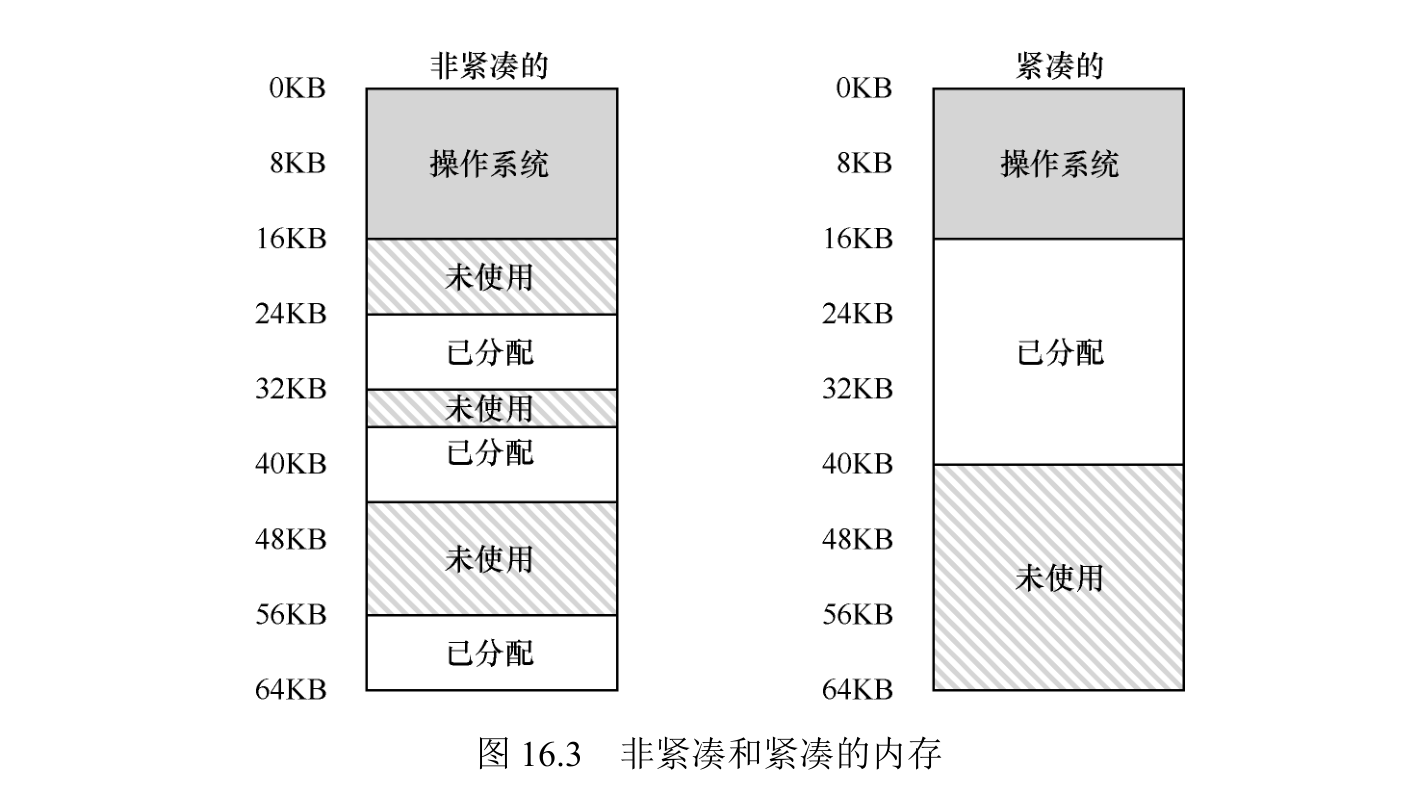 非紧凑的
0KB
操作系统
8KB
16KB
未使用
24KB
已分配
32KB
未使用
已分配
40KB
48KB
未使用
56KB
已分配
64KB
紧凑的
0KB
操作系统
8KB
16KB
24KB
已分配
32KB
40KB
48KB
未使用
56KB
64KB
图 16.3 非紧凑和紧凑的内存